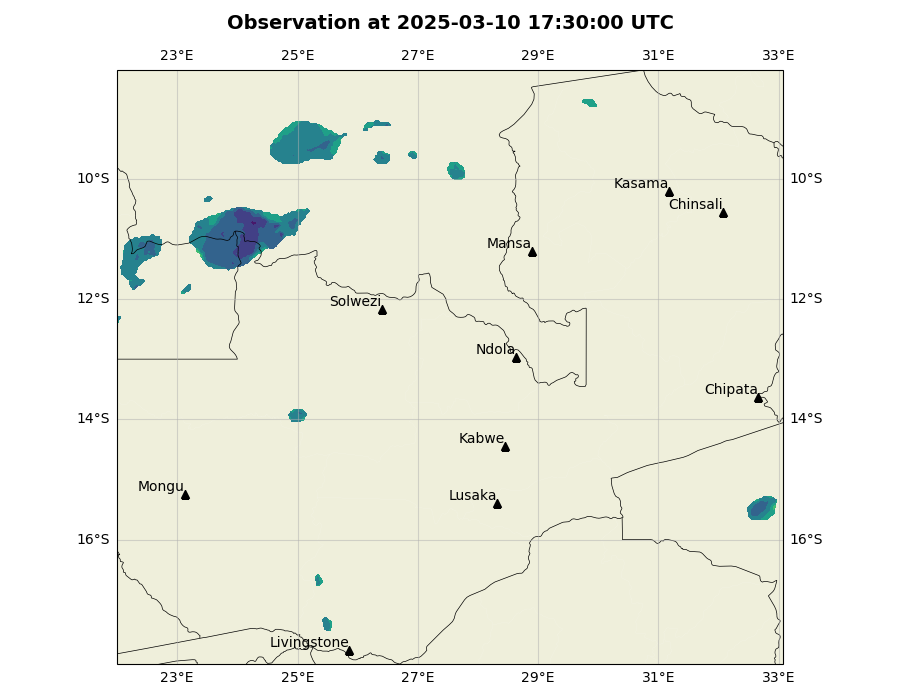 Observation at 2025-03-10 17:30:00 UTC
23°E 25°E 27°E 29°E 31°E 33°E
10°S 10°S
Kasama
Chinsali
Mansa
12°S 12°S
Solwezi
Ndola
Chipata
14°S 14°S
Kabwe
Mongu
Lusaka
16°S 16°S
Livingstone
23°E 25°E 27°E 29°E 31°E 33°E